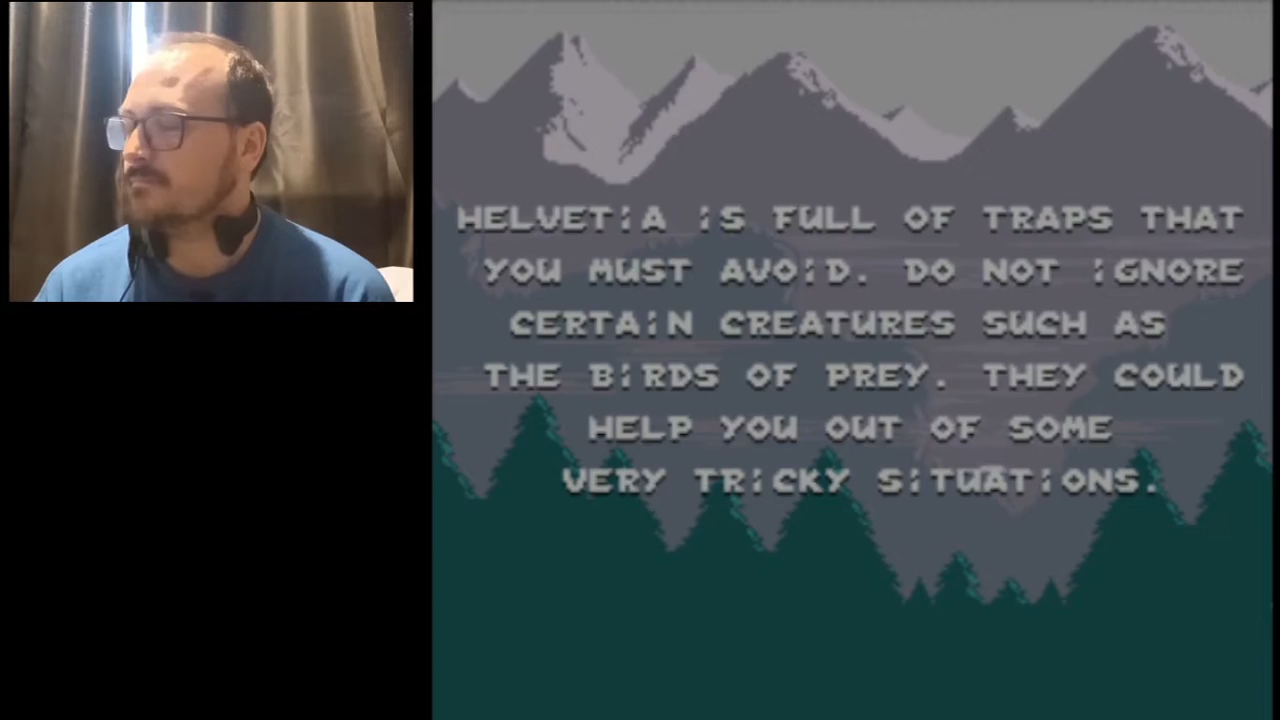 HELVETiA iS FULL OF TRAPS THAT
YOU MUST AVOiD. DO NOT iGNORE
CERTAiN CREATURES SUCH AS
THE BiRDS OF PREY. THEY COULD
HELP YOU OUT OF SOME
VERY TRiCKY SiTUATiONS.